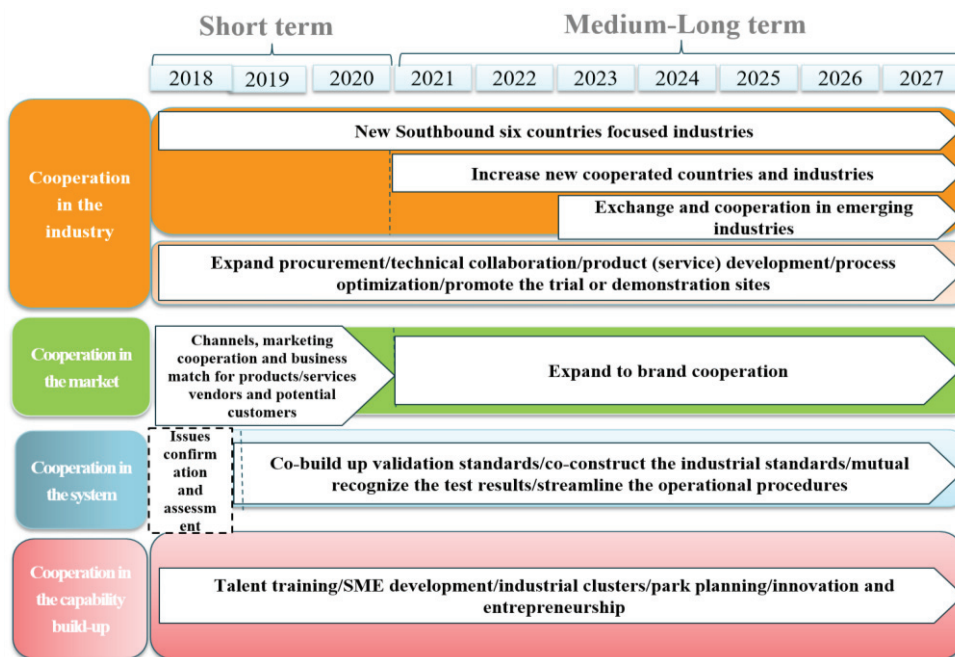 Short term
Medium-Long term
2018 2019 2020 2021 2022 2023 2024 2025 2026 2027
Cooperation
in the
industry
New Southbound six countries focused industries
Increase new cooperated countries and industries
Exchange and cooperation in emerging
industries
Expand procurement/technical collaboration/product (service) development/process
optimization/promote the trial or demonstration sites
Cooperation in
the market
Channels, marketing
cooperation and business
match for products/services
vendors and potential
customers
Expand to brand cooperation
Cooperation in
the system
Issues
confirm
ation
and
assessm
ent
Co-build up validation standards/co-construct the industrial standards/mutual
recognize the test results/streamline the operational procedures
Cooperation in
the capability
build-up
Talent training/SME development/industrial clusters/park planning/innovation and
entrepreneurship